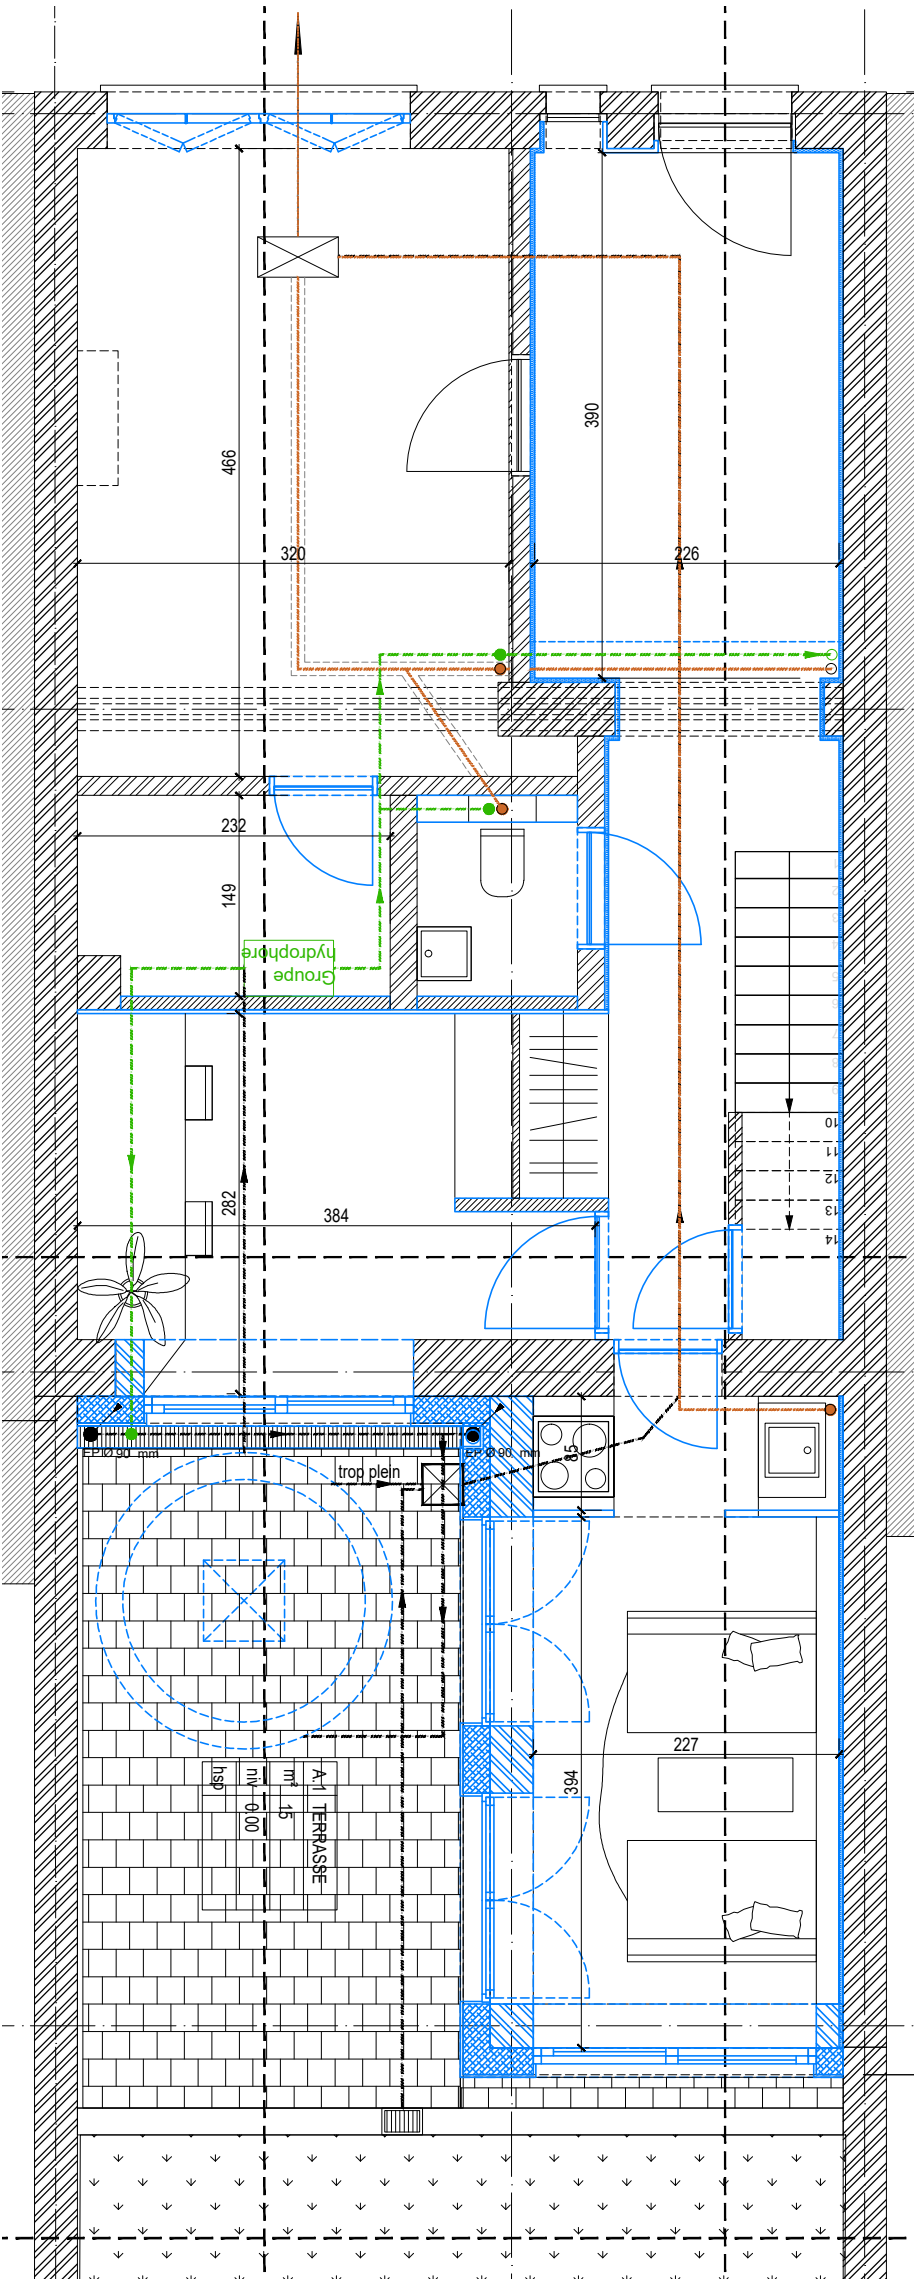 466
320
390
226
232
149
Groupe
hydrophore
10
11
12
13
14
282
384
EP Ø 90 mm
EP Ø 90 mm
85
trop plein
227
394
A.1 TERRASSE
m² 15
niv 0.00
hsp